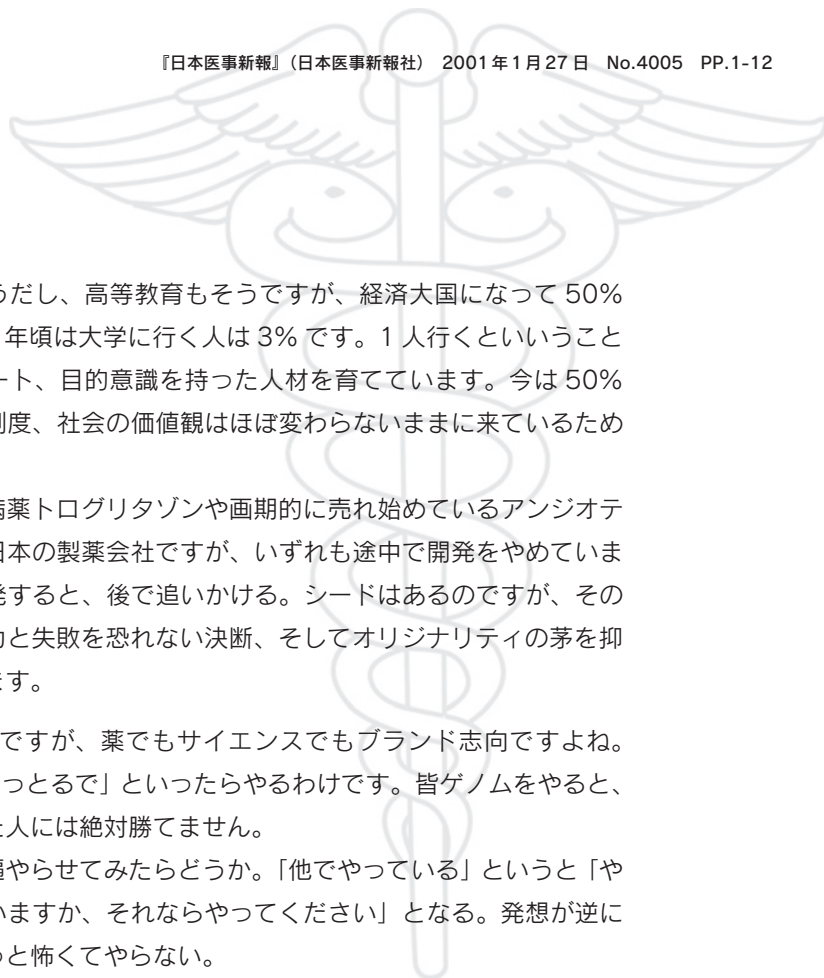 『日本医事新報』（日本医事新報社） 2001年1月27日 No.4005 PP.1-12
うだし、高等教育もそうですが、経済大国になって 50%
年頃は大学に行く人は 3% です。1 人行くといいうこと
ート、目的意識を持った人材を育てています。今は 50%
制度、社会の価値観はほぼ変わらないままに来ているため
病薬トログリタゾンや画期的に売れ始めているアンジオテ
日本の製薬会社ですが、いずれも途中で開発をやめていま
発すると、後で追いかける。シードはあるのですが、その
力と失敗を恐れない決断、そしてオリジナリティの茅を抑
ます。
ですが、薬でもサイエンスでもブランド志向ですよね。
っとるで」といったらやるわけです。皆ゲノムをやると、
た人には絶対勝てません。
遍やらせてみたらどうか。「他でやっている」というと「や
いますか、それならやってください」となる。発想が逆に
っと怖くてやらない。